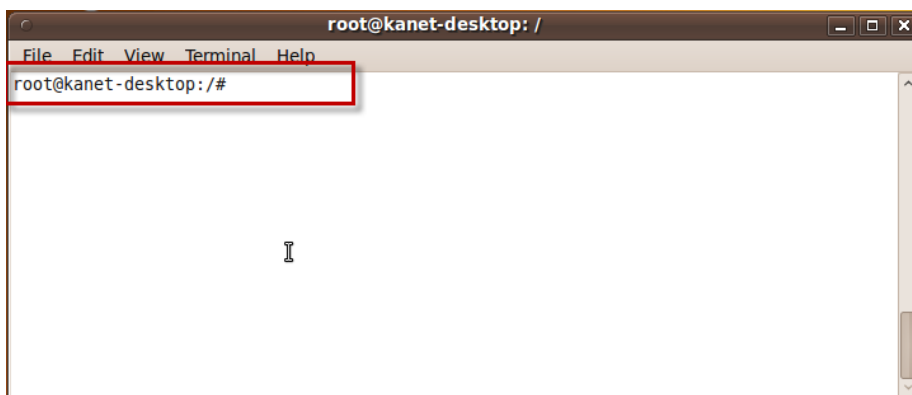 root@kanet-desktop: /
File Edit View Terminal Help
root@kanet-desktop:/#